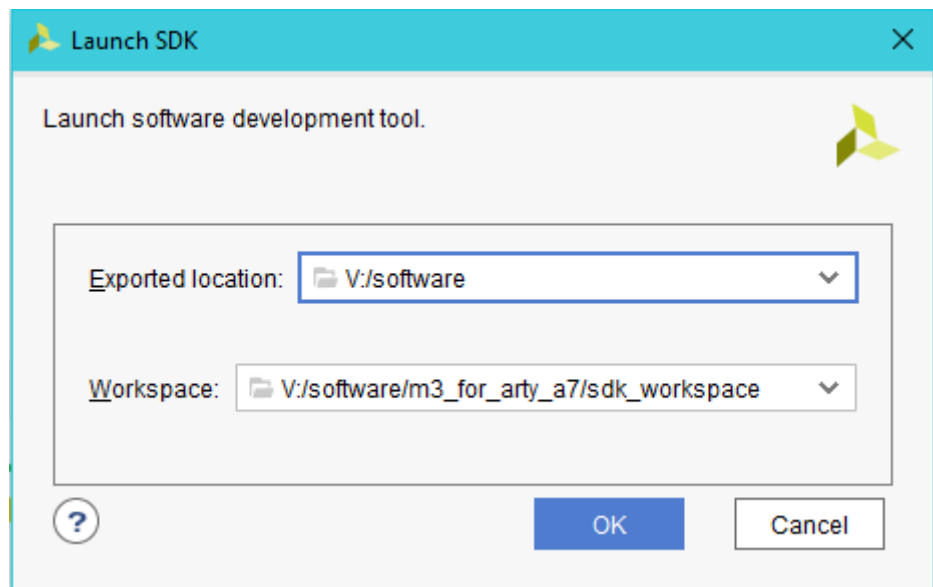 Launch SDK
Launch software development tool.
Exported location: V:/software
Workspace: V:/software/m3_for_arty_a7/sdk_workspace
? OK Cancel